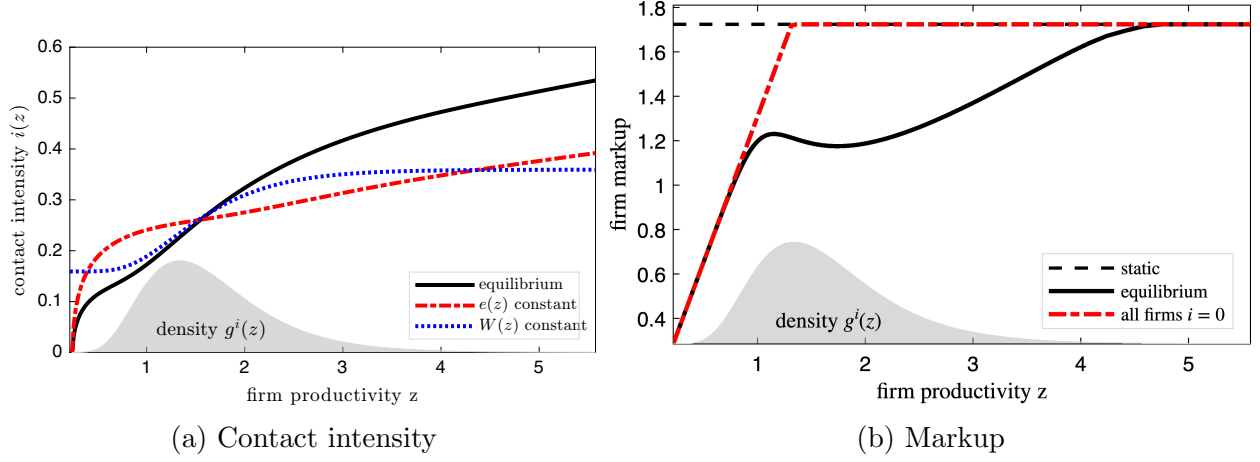 0.6
0.5
0.4
0.3
0.2
0.1
0
contact intensity i(z)
equilibrium
e(z) constant
W(z) constant
density gⁱ(z)
1 2 3 4 5
firm productivity z
(a) Contact intensity
1.8
1.6
1.4
1.2
1
0.8
0.6
0.4
firm markup
static
equilibrium
all firms i = 0
density gⁱ(z)
1 2 3 4 5
firm productivity z
(b) Markup